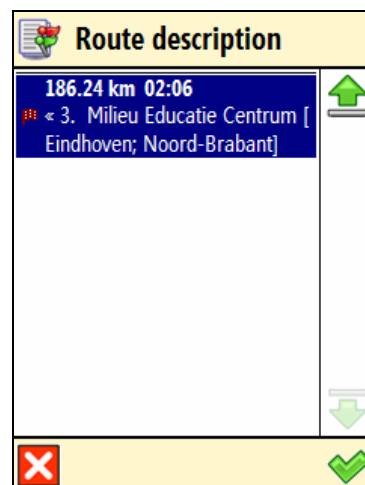 Route description
186.24 km 02:06
« 3. Milieu Educatie Centrum [
Eindhoven; Noord-Brabant]